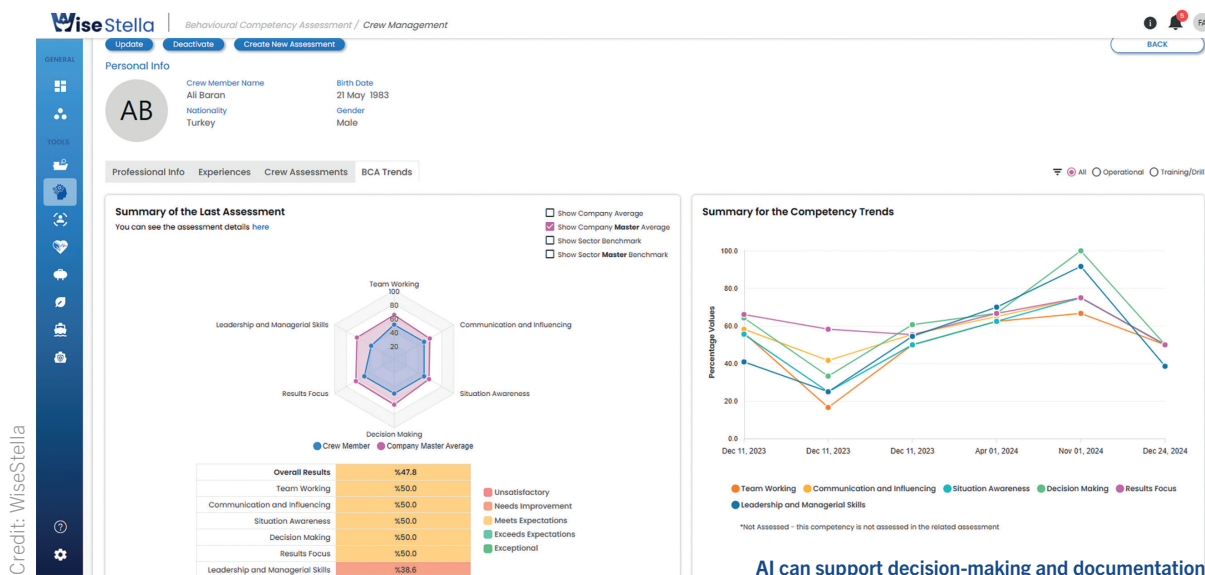 WiseStella
Behavioural Competency Assessment / Crew Management
5
FA
GENERAL
TOOLS
Update
Deactivate
Create New Assessment
BACK
Personal Info
AB
Crew Member Name
Ali Baran
Birth Date
21 May 1983
Nationality
Turkey
Gender
Male
Professional Info
Experiences
Crew Assessments
BCA Trends
All
Operational
Training/Drill
Summary of the Last Assessment
You can see the assessment details here
Show Company Average
Show Company Master Average
Show Sector Benchmark
Show Sector Master Benchmark
Team Working
100
80
60
40
20
Leadership and Managerial Skills
Communication and Influencing
Results Focus
Situation Awareness
Decision Making
Crew Member
Company Master Average
Overall Results %47.8
Team Working %50.0
Communication and Influencing %50.0
Situation Awareness %50.0
Decision Making %50.0
Results Focus %50.0
Leadership and Managerial Skills %38.6
Unsatisfactory
Needs Improvement
Meets Expectations
Exceeds Expectations
Exceptional
Summary for the Competency Trends
Percentage Values
100.0
80.0
60.0
40.0
20.0
0.0
Dec 11, 2023
Dec 11, 2023
Dec 11, 2023
Apr 01, 2024
Nov 01, 2024
Dec 24, 2024
Team Working
Communication and Influencing
Situation Awareness
Decision Making
Results Focus
Leadership and Managerial Skills
*Not Assessed - this competency is not assessed in the related assessment
AI can support decision-making and documentation
Credit: WiseStella